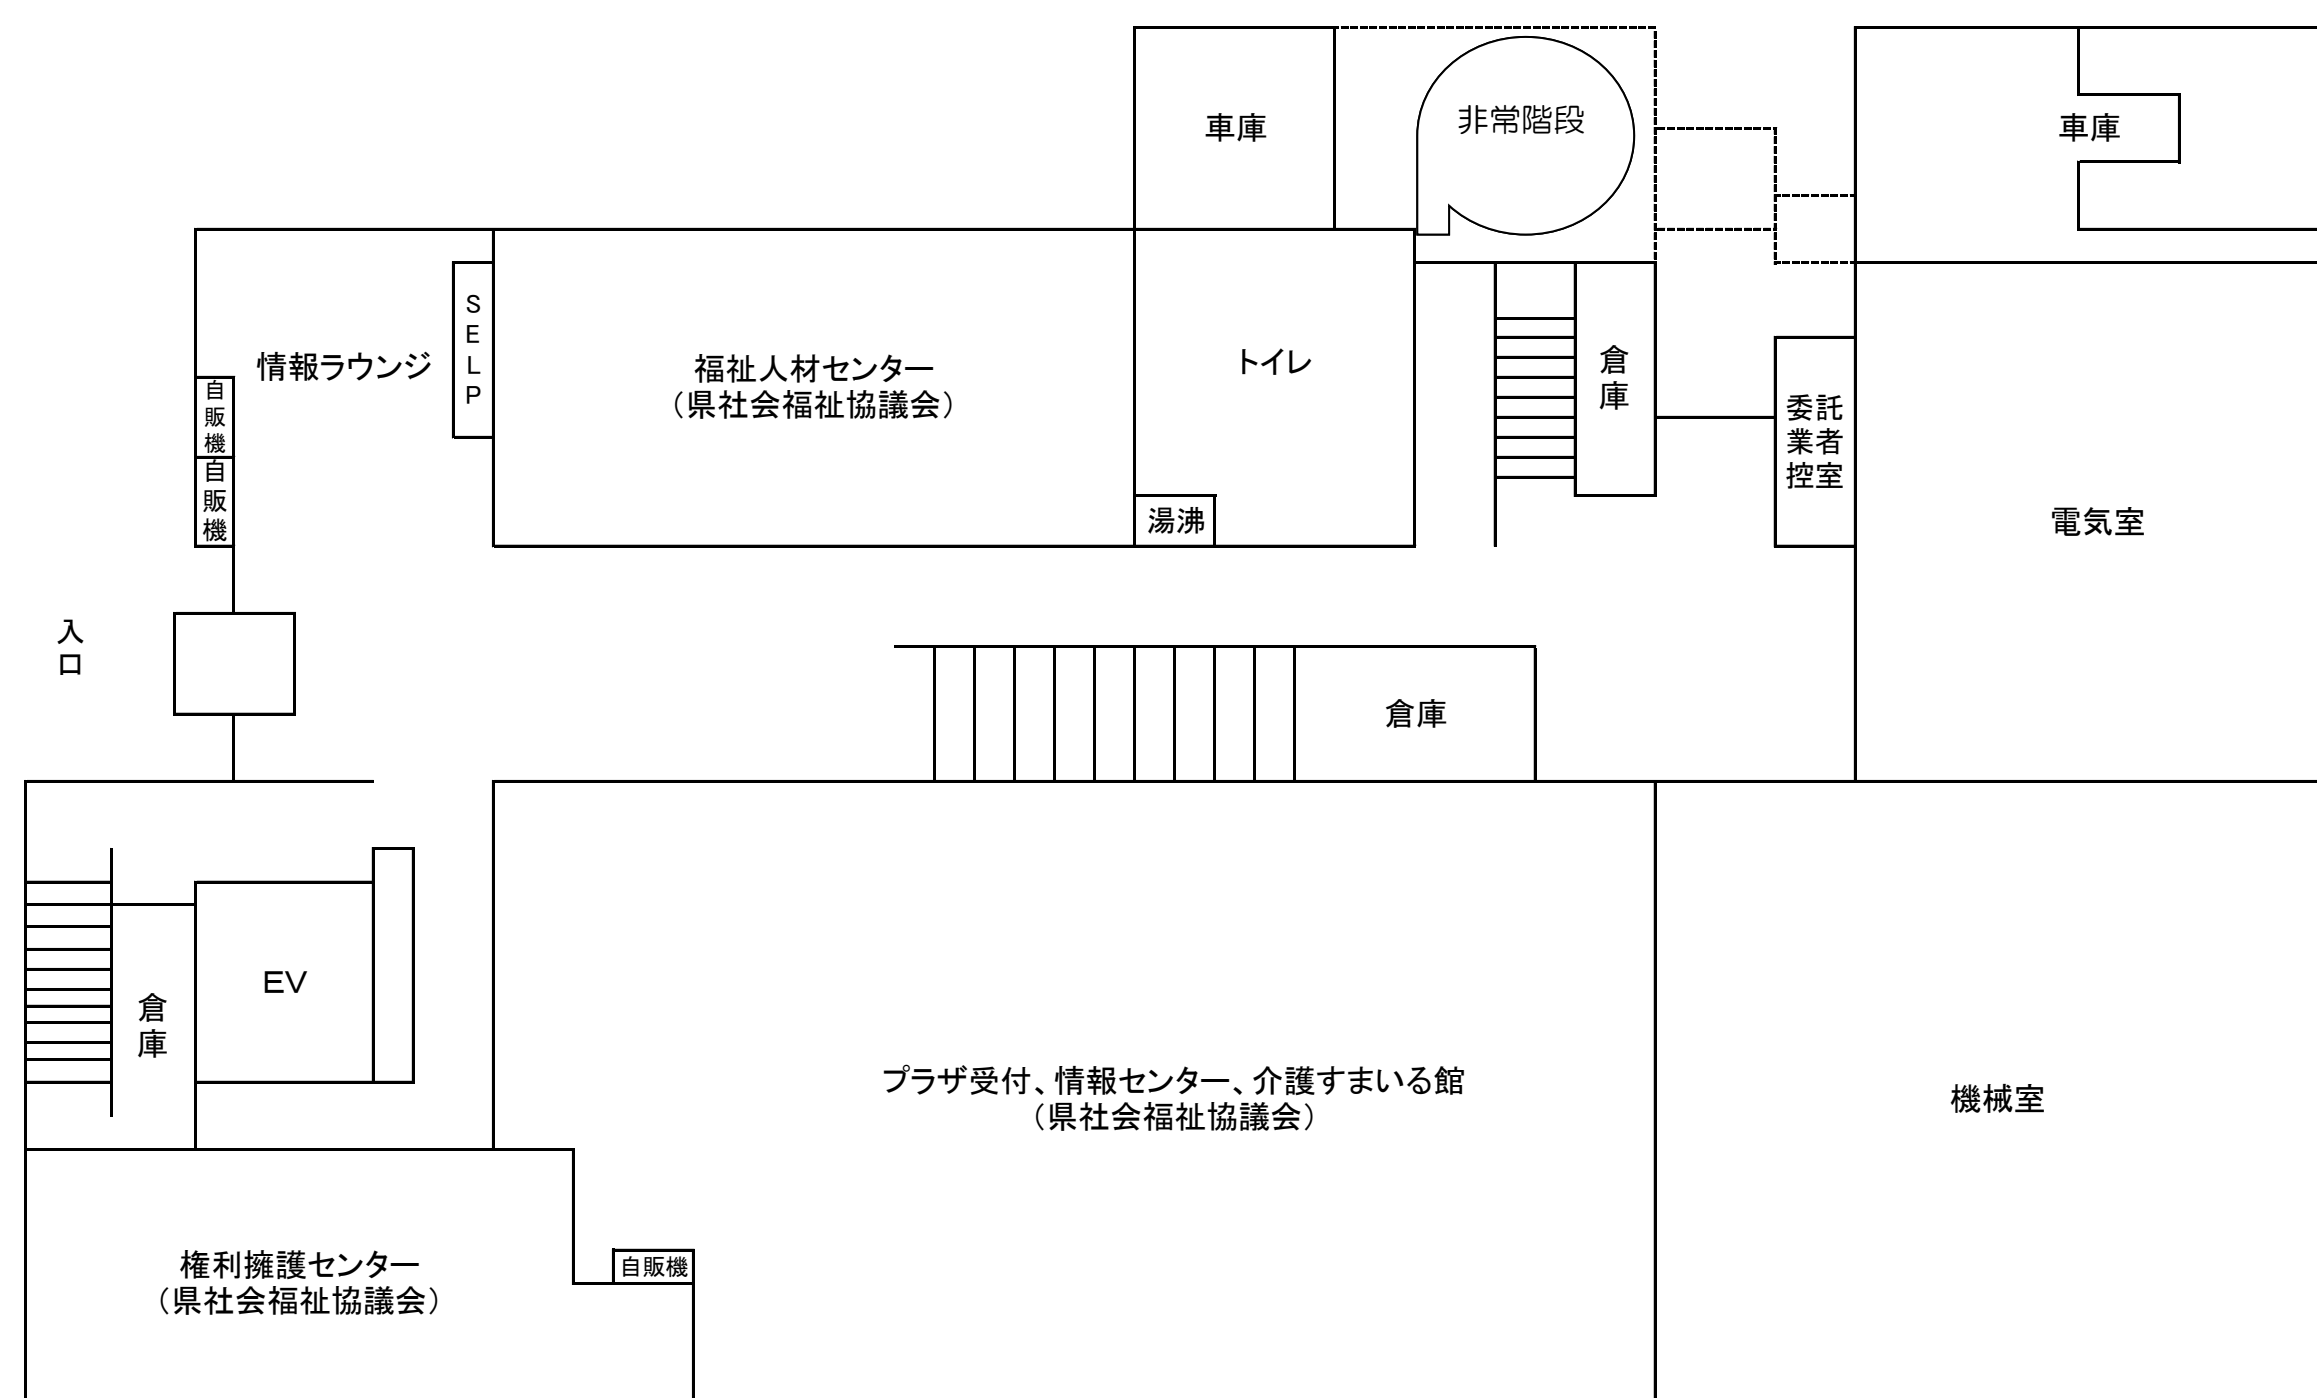 車庫
非常階段
車庫
SELP
情報ラウンジ
福祉人材センター
（県社会福祉協議会）
トイレ
倉庫
自販機
自販機
委託
業者
控室
湯沸
電気室
入口
倉庫
EV
倉庫
プラザ受付、情報センター、介護すまいる館
（県社会福祉協議会）
機械室
権利擁護センター
（県社会福祉協議会）
自販機